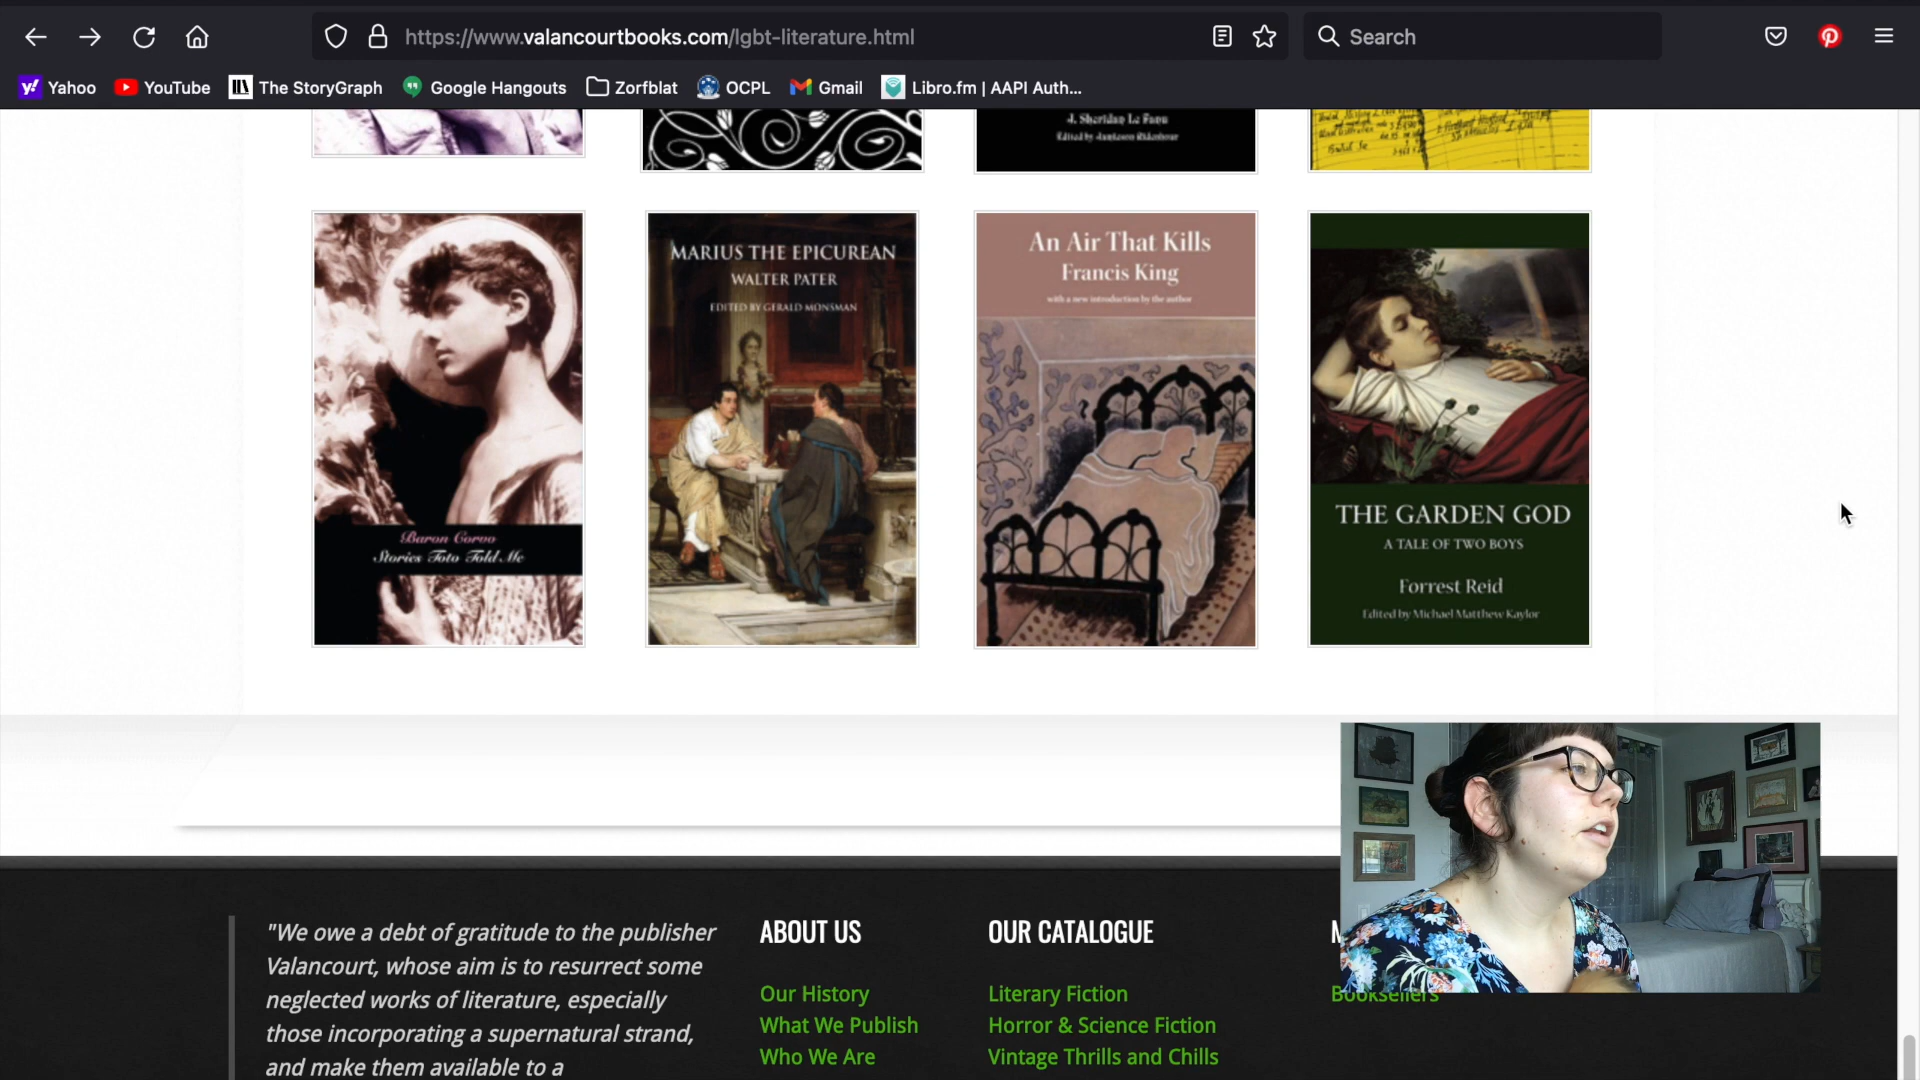 https://www.valancourtbooks.com/lgbt-literature.html
Search
Yahoo
YouTube
The StoryGraph
Google Hangouts
Zorfblat
OCPL
Gmail
Libro.fm | AAPI Auth...
J. Sheridan Le Fanu
Edited by Jamieson Ridenhour
Baron Corvo
Stories Toto Told Me
MARIUS THE EPICUREAN
WALTER PATER
EDITED BY GERALD MONSMAN
An Air That Kills
Francis King
with a new introduction by the author
THE GARDEN GOD
A TALE OF TWO BOYS
Forrest Reid
Edited by Michael Matthew Kaylor
"We owe a debt of gratitude to the publisher
Valancourt, whose aim is to resurrect some
neglected works of literature, especially
those incorporating a supernatural strand,
and make them available to a
ABOUT US
Our History
What We Publish
Who We Are
OUR CATALOGUE
Literary Fiction
Horror & Science Fiction
Vintage Thrills and Chills
Booksellers